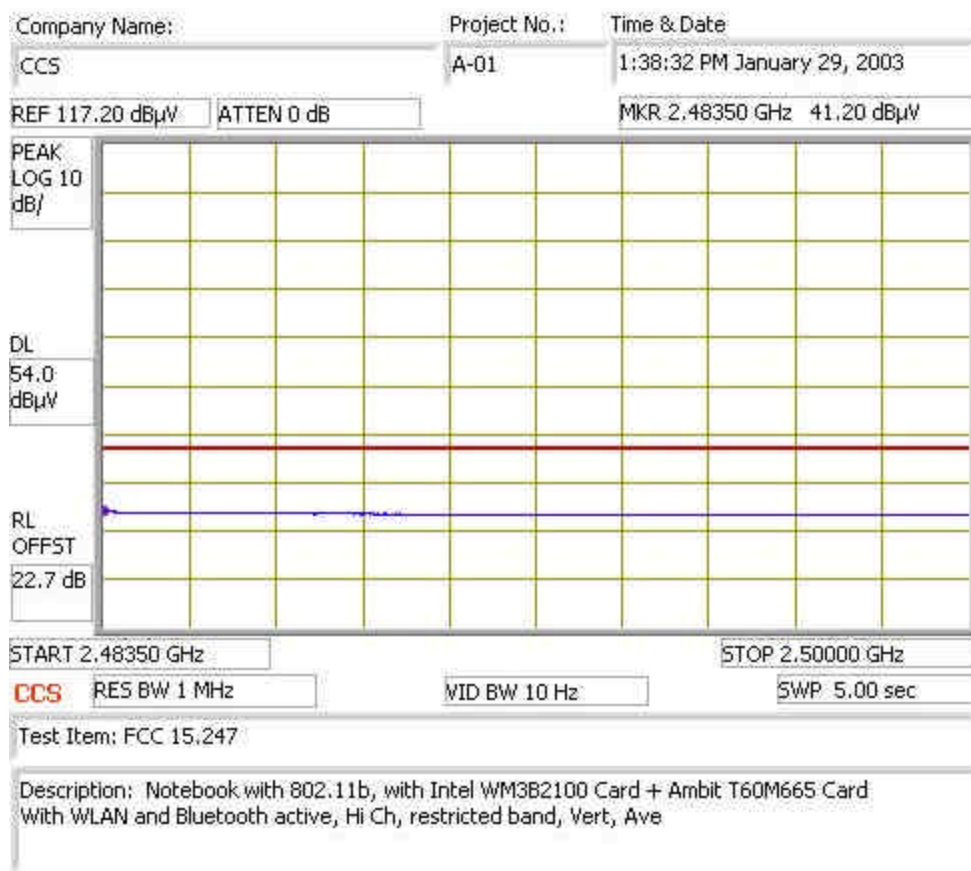 Company Name:
Project No.:
Time & Date
CCS
A-01
1:38:32 PM January 29, 2003
REF 117.20 dBµV
ATTEN 0 dB
MKR 2.48350 GHz 41.20 dBµV
PEAK
LOG 10
dB/
DL
54.0
dBµV
RL
OFFST
22.7 dB
START 2.48350 GHz
STOP 2.50000 GHz
CCS
RES BW 1 MHz
VID BW 10 Hz
SWP 5.00 sec
Test Item: FCC 15.247
Description: Notebook with 802.11b, with Intel WM3B2100 Card + Ambit T60M665 Card
With WLAN and Bluetooth active, Hi Ch, restricted band, Vert, Ave